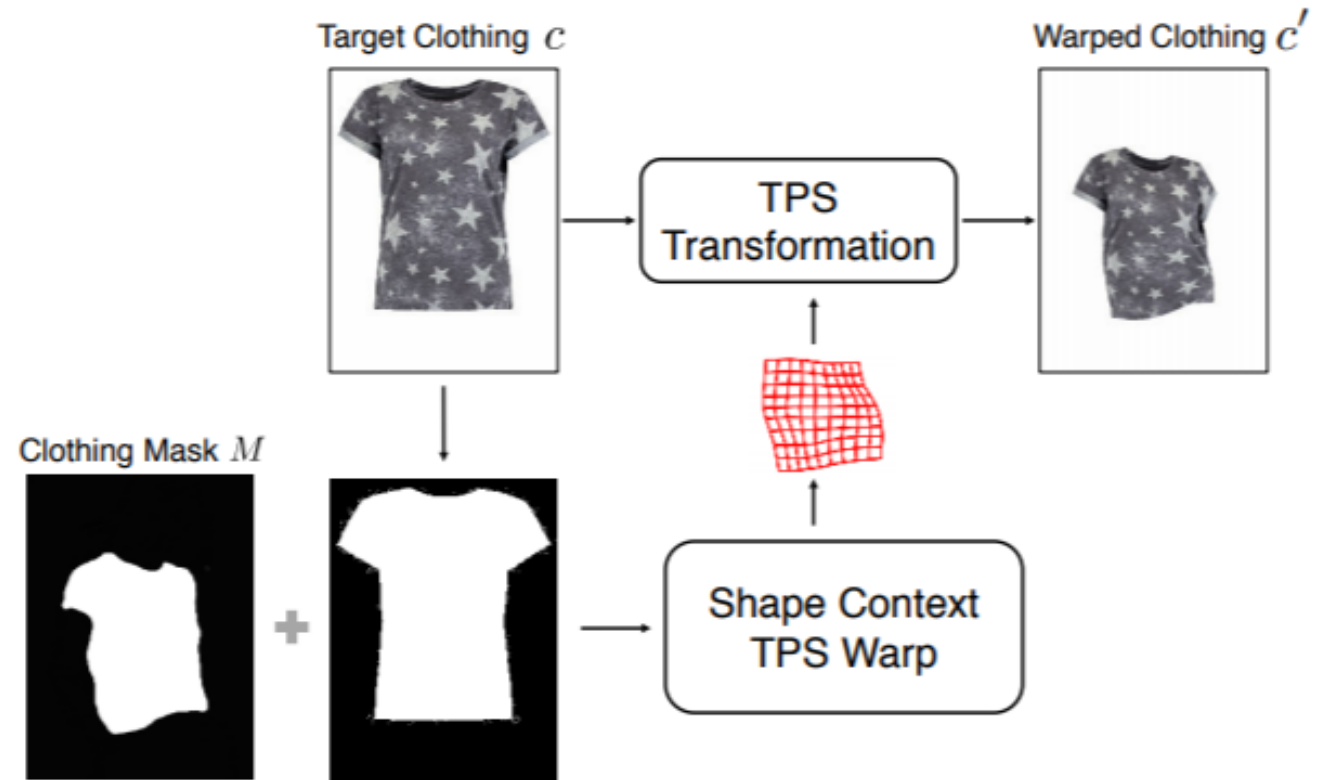 Target Clothing c
Warped Clothing c′
TPS
Transformation
Clothing Mask M
Shape Context
TPS Warp